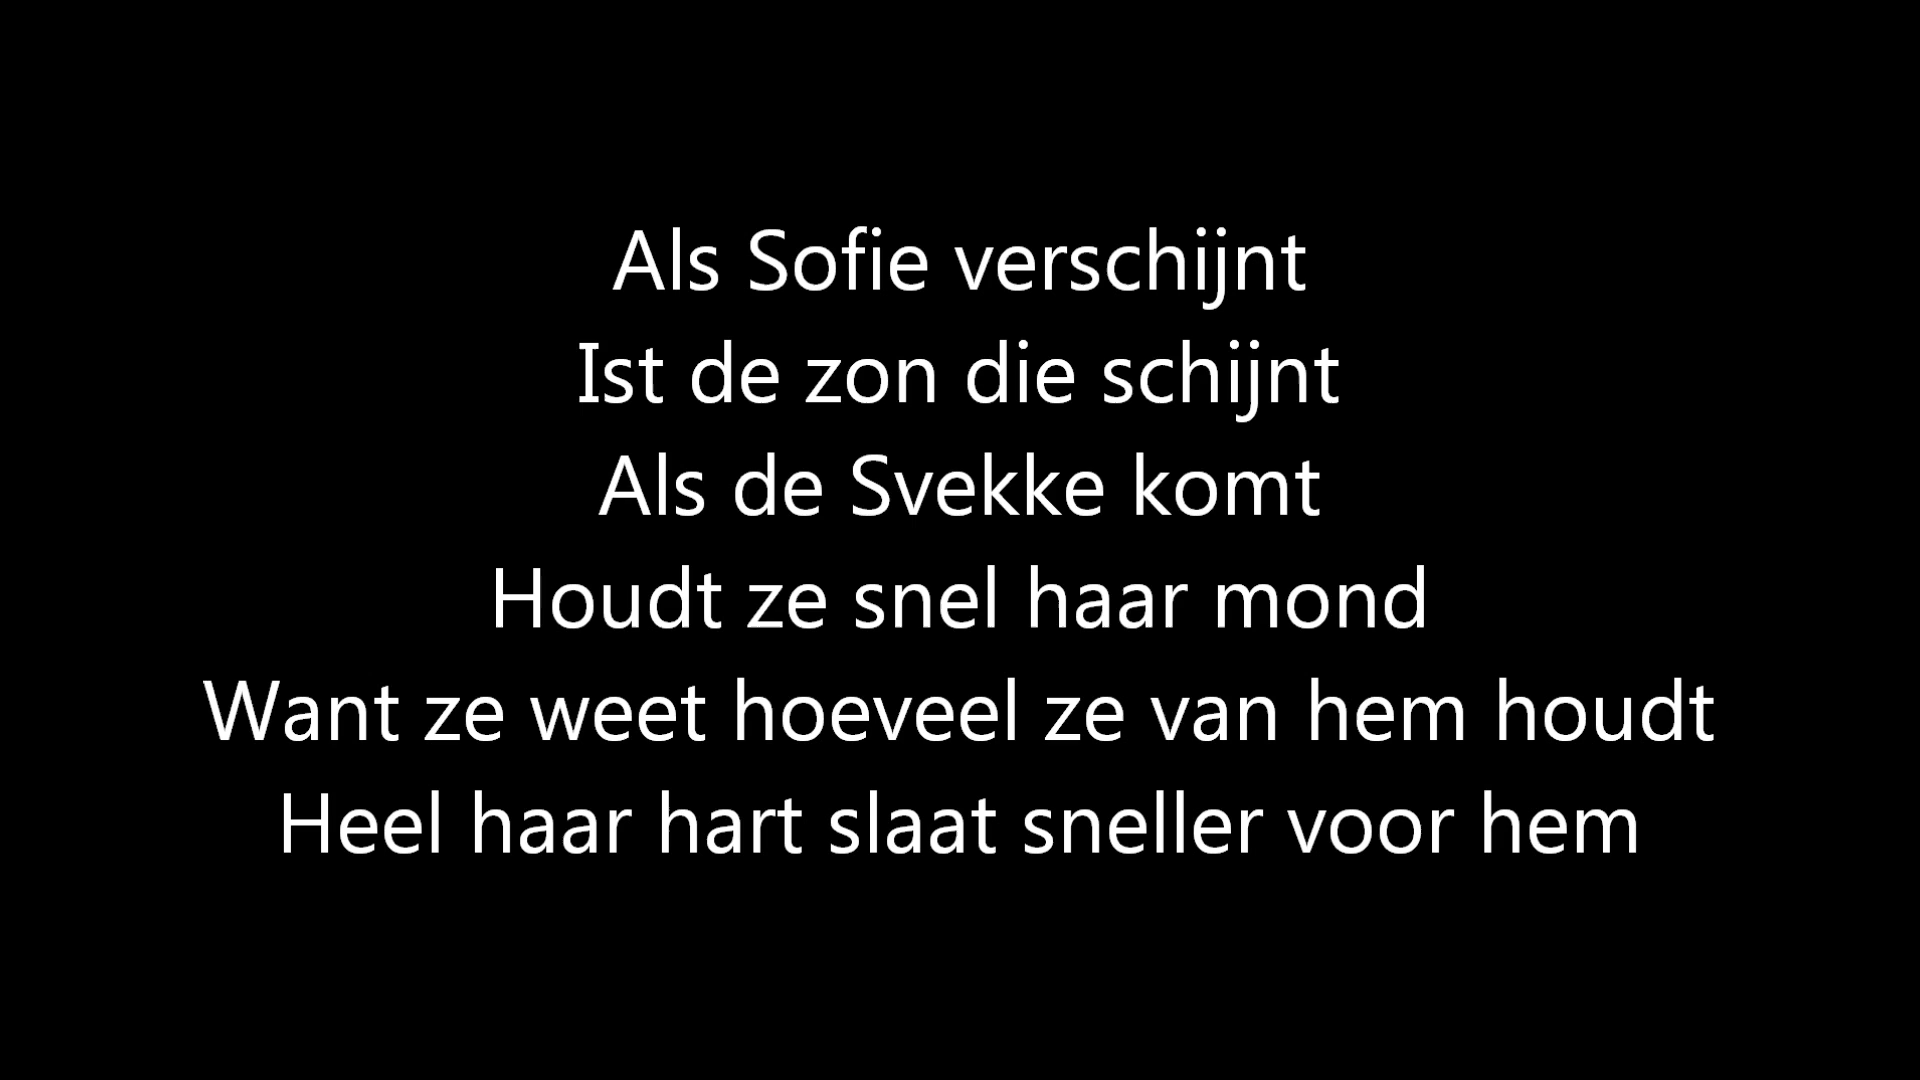 Als Sofie verschijnt
Ist de zon die schijnt
Als de Svekke komt
Houdt ze snel haar mond
Want ze weet hoeveel ze van hem houdt
Heel haar hart slaat sneller voor hem